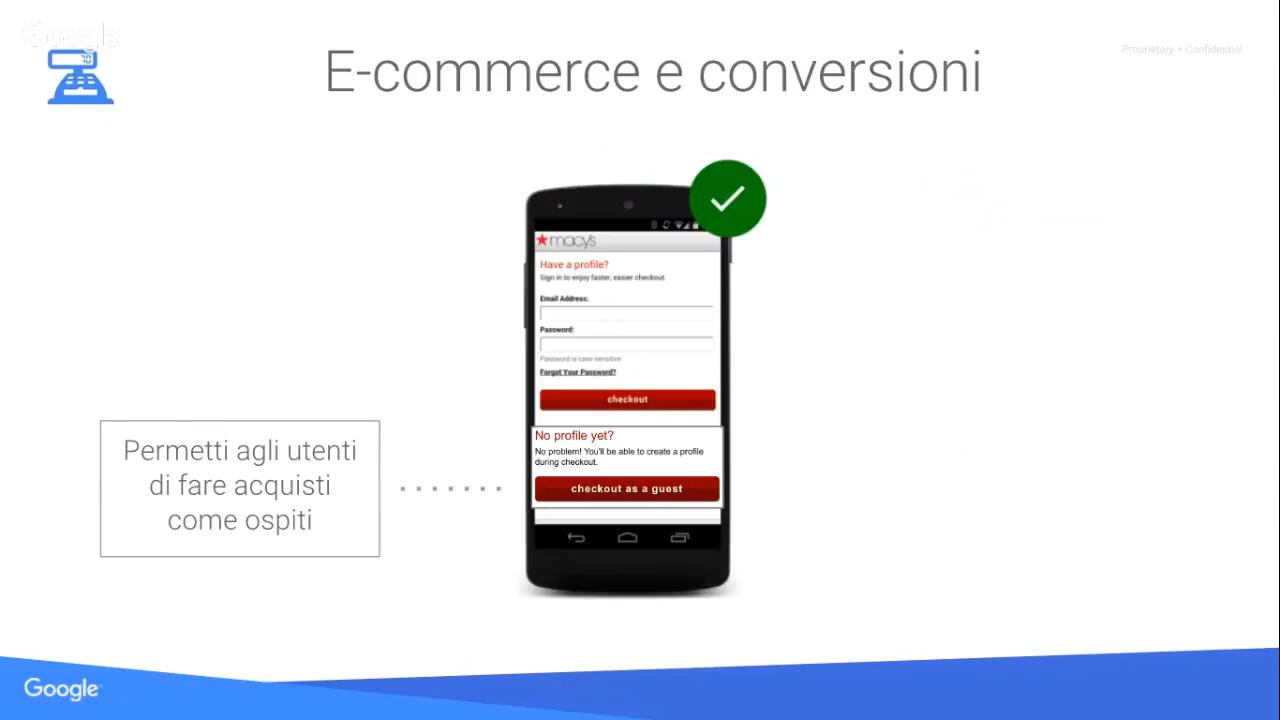 Google
Proprietary + Confidential
E-commerce e conversioni
macy's
Have a profile?
Sign in to enjoy faster, easier checkout.
Email Address:
Password:
Password is case sensitive
Forgot Your Password?
checkout
No profile yet?
No problem! You'll be able to create a profile
during checkout.
checkout as a guest
Permetti agli utenti
di fare acquisti
come ospiti
Google